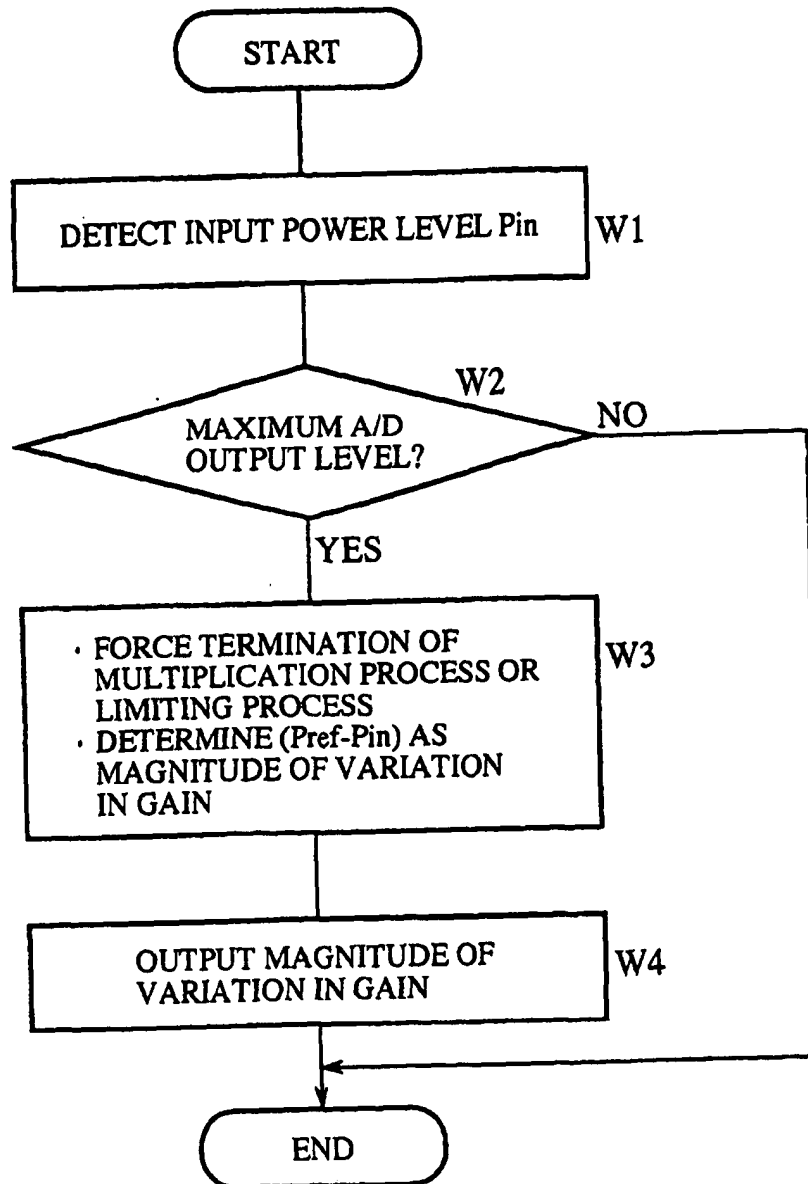 START
DETECT INPUT POWER LEVEL Pin
W1
W2
MAXIMUM A/D
OUTPUT LEVEL?
NO
YES
· FORCE TERMINATION OF
MULTIPLICATION PROCESS OR
LIMITING PROCESS
· DETERMINE (Pref-Pin) AS
MAGNITUDE OF VARIATION
IN GAIN
W3
OUTPUT MAGNITUDE OF
VARIATION IN GAIN
W4
END